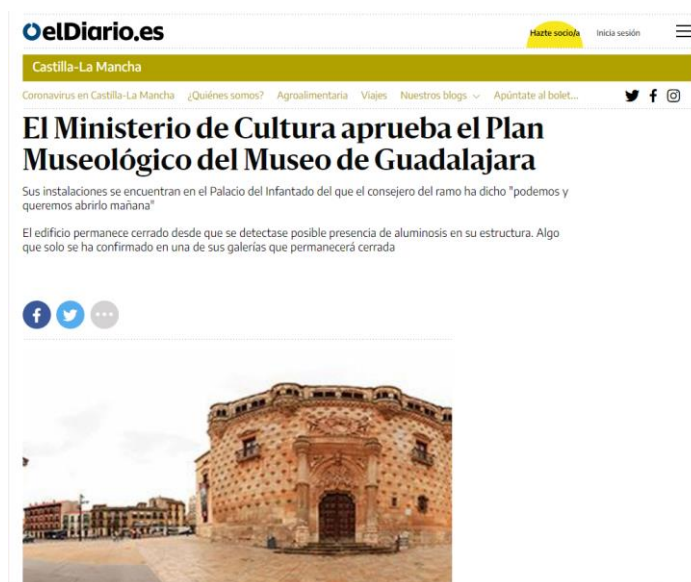 elDiario.es
Hazte socio/a
Inicia sesión
Castilla-La Mancha
Coronavirus en Castilla-La Mancha ¿Quiénes somos? Agroalimentaria Viajes Nuestros blogs Apúntate al bolet...
El Ministerio de Cultura aprueba el Plan
Museológico del Museo de Guadalajara
Sus instalaciones se encuentran en el Palacio del Infantado del que el consejero del ramo ha dicho "podemos y
queremos abrirlo mañana"
El edificio permanece cerrado desde que se detectase posible presencia de aluminosis en su estructura. Algo
que solo se ha confirmado en una de sus galerías que permanecerá cerrada